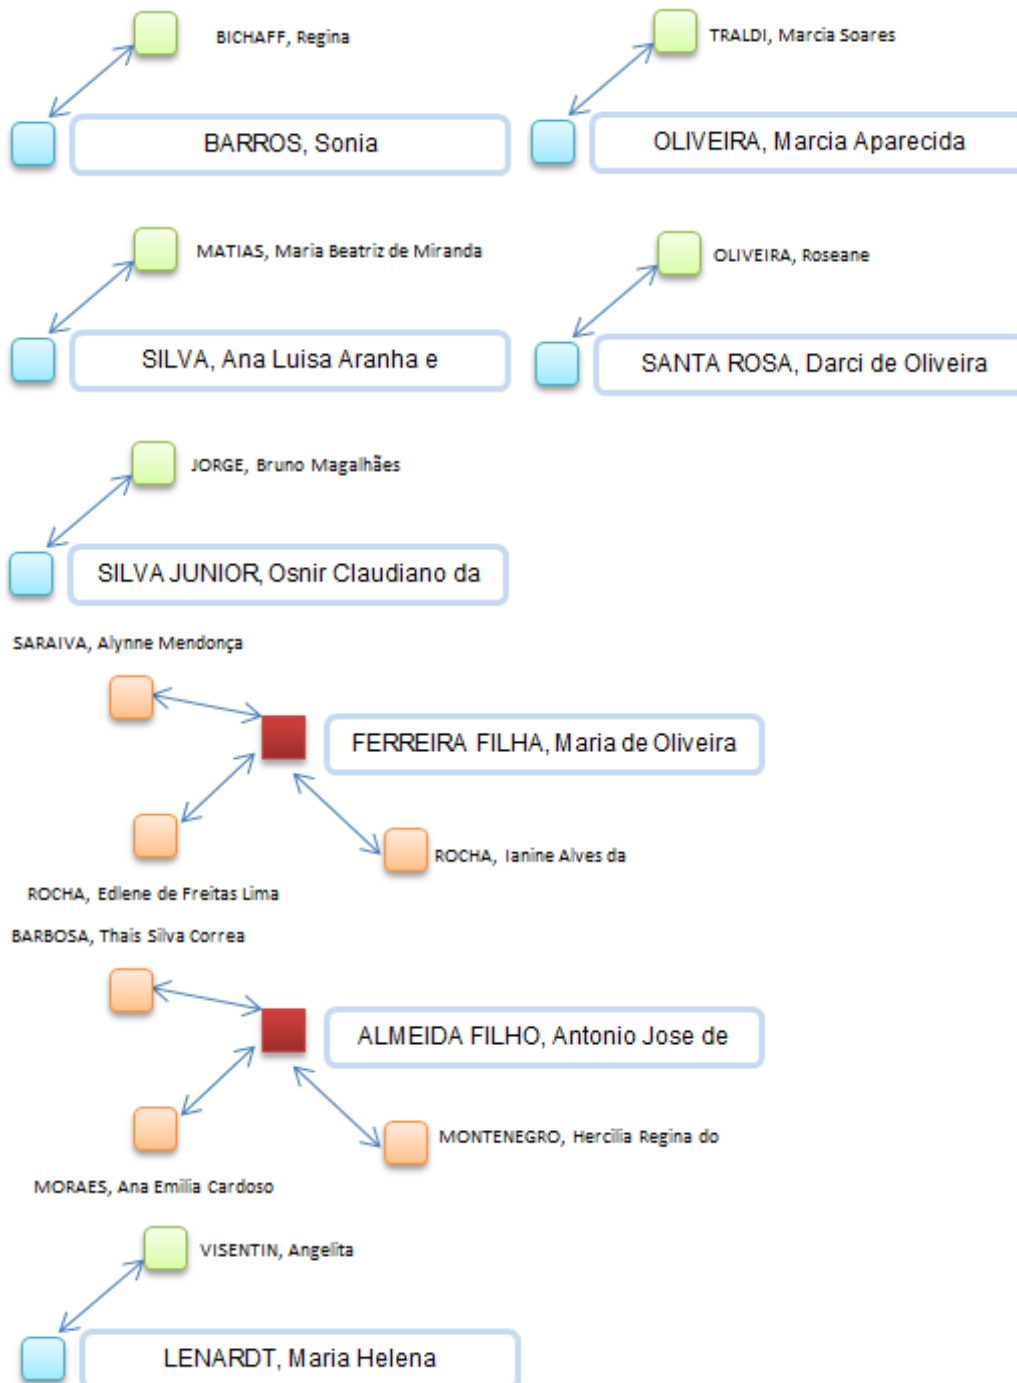 BICHAFF, Regina
TRALDI, Marcia Soares
BARROS, Sonia
OLIVEIRA, Marcia Aparecida
MATIAS, Maria Beatriz de Miranda
OLIVEIRA, Roseane
SILVA, Ana Luisa Aranha e
SANTA ROSA, Darci de Oliveira
JORGE, Bruno Magalhães
SILVA JUNIOR, Osnir Claudiano da
SARAIVA, Alynne Mendonça
FERREIRA FILHA, Maria de Oliveira
ROCHA, Ianine Alves da
ROCHA, Edlene de Freitas Lima
BARBOSA, Thais Silva Correa
ALMEIDA FILHO, Antonio Jose de
MONTENEGRO, Hercilia Regina do
MORAES, Ana Emilia Cardoso
VISENTIN, Angelita
LENARDT, Maria Helena